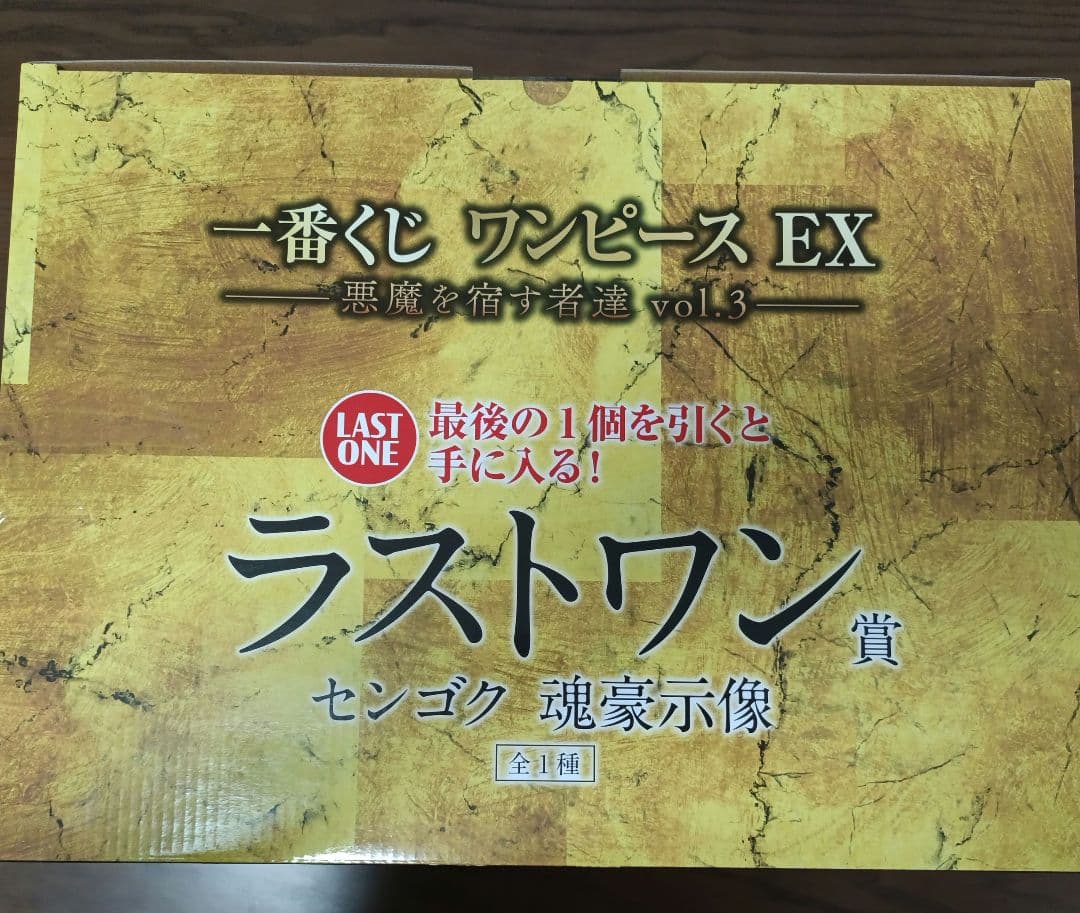 一番くじ ワンピース EX
悪魔を宿す者達 vol.3
LAST
ONE
最後の1個を引くと
手に入る!
ラストワン賞
センゴク 魂豪示像
全1種